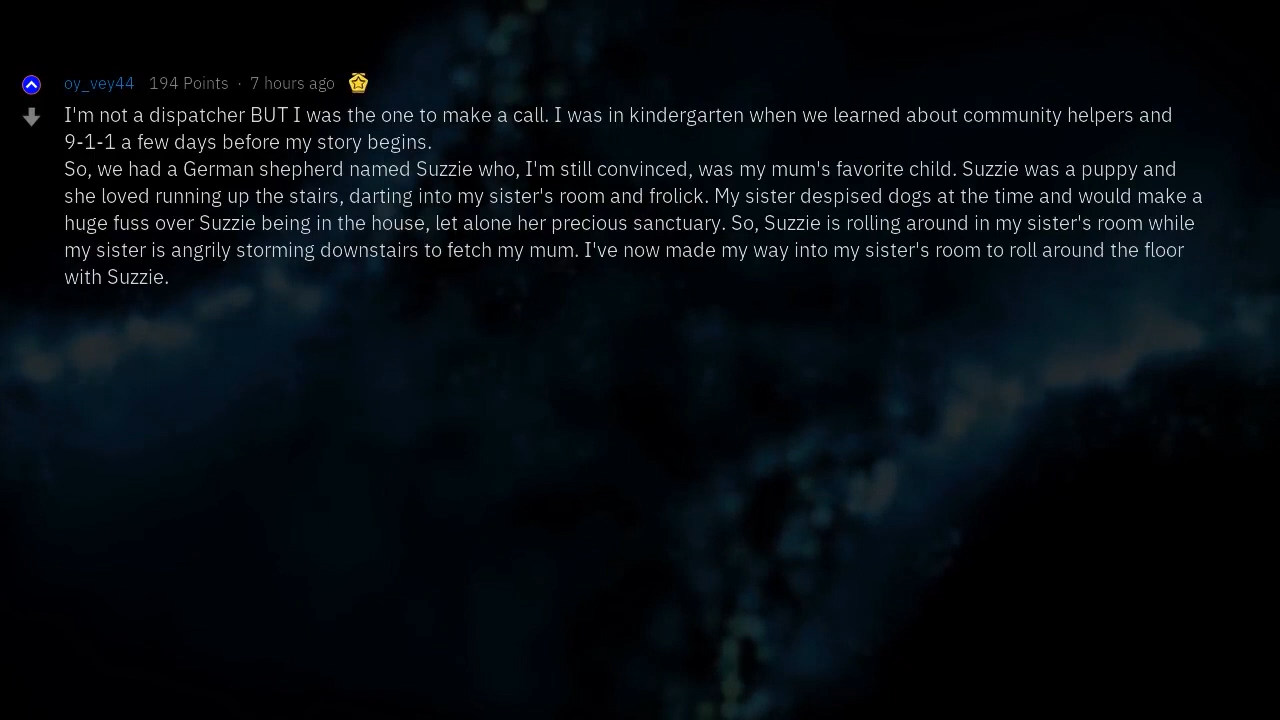 oy_vey44 194 Points · 7 hours ago
I'm not a dispatcher BUT I was the one to make a call. I was in kindergarten when we learned about community helpers and
9-1-1 a few days before my story begins.
So, we had a German shepherd named Suzzie who, I'm still convinced, was my mum's favorite child. Suzzie was a puppy and
she loved running up the stairs, darting into my sister's room and frolick. My sister despised dogs at the time and would make a
huge fuss over Suzzie being in the house, let alone her precious sanctuary. So, Suzzie is rolling around in my sister's room while
my sister is angrily storming downstairs to fetch my mum. I've now made my way into my sister's room to roll around the floor
with Suzzie.